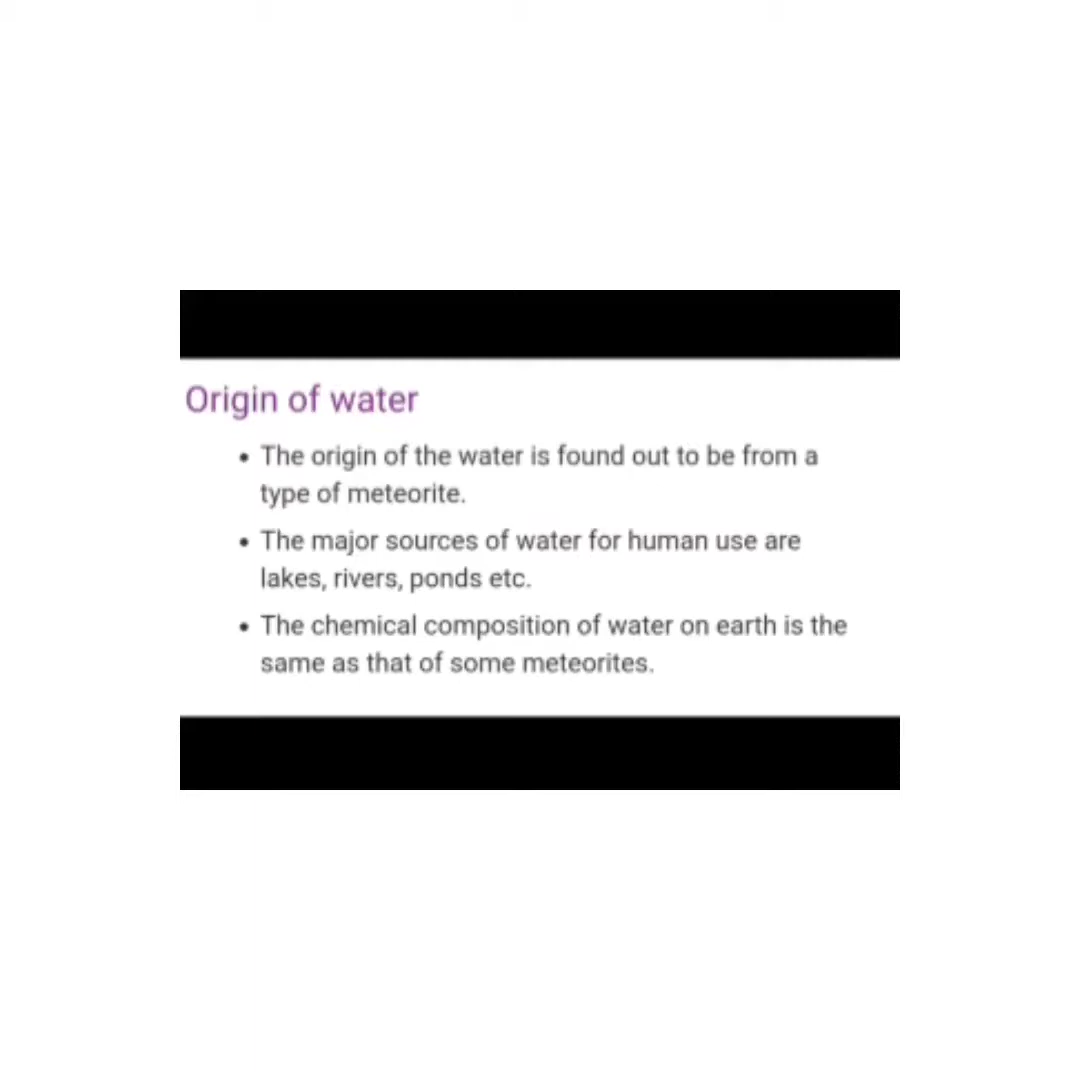 Origin of water
• The origin of the water is found out to be from a
type of meteorite.
• The major sources of water for human use are
lakes, rivers, ponds etc.
• The chemical composition of water on earth is the
same as that of some meteorites.